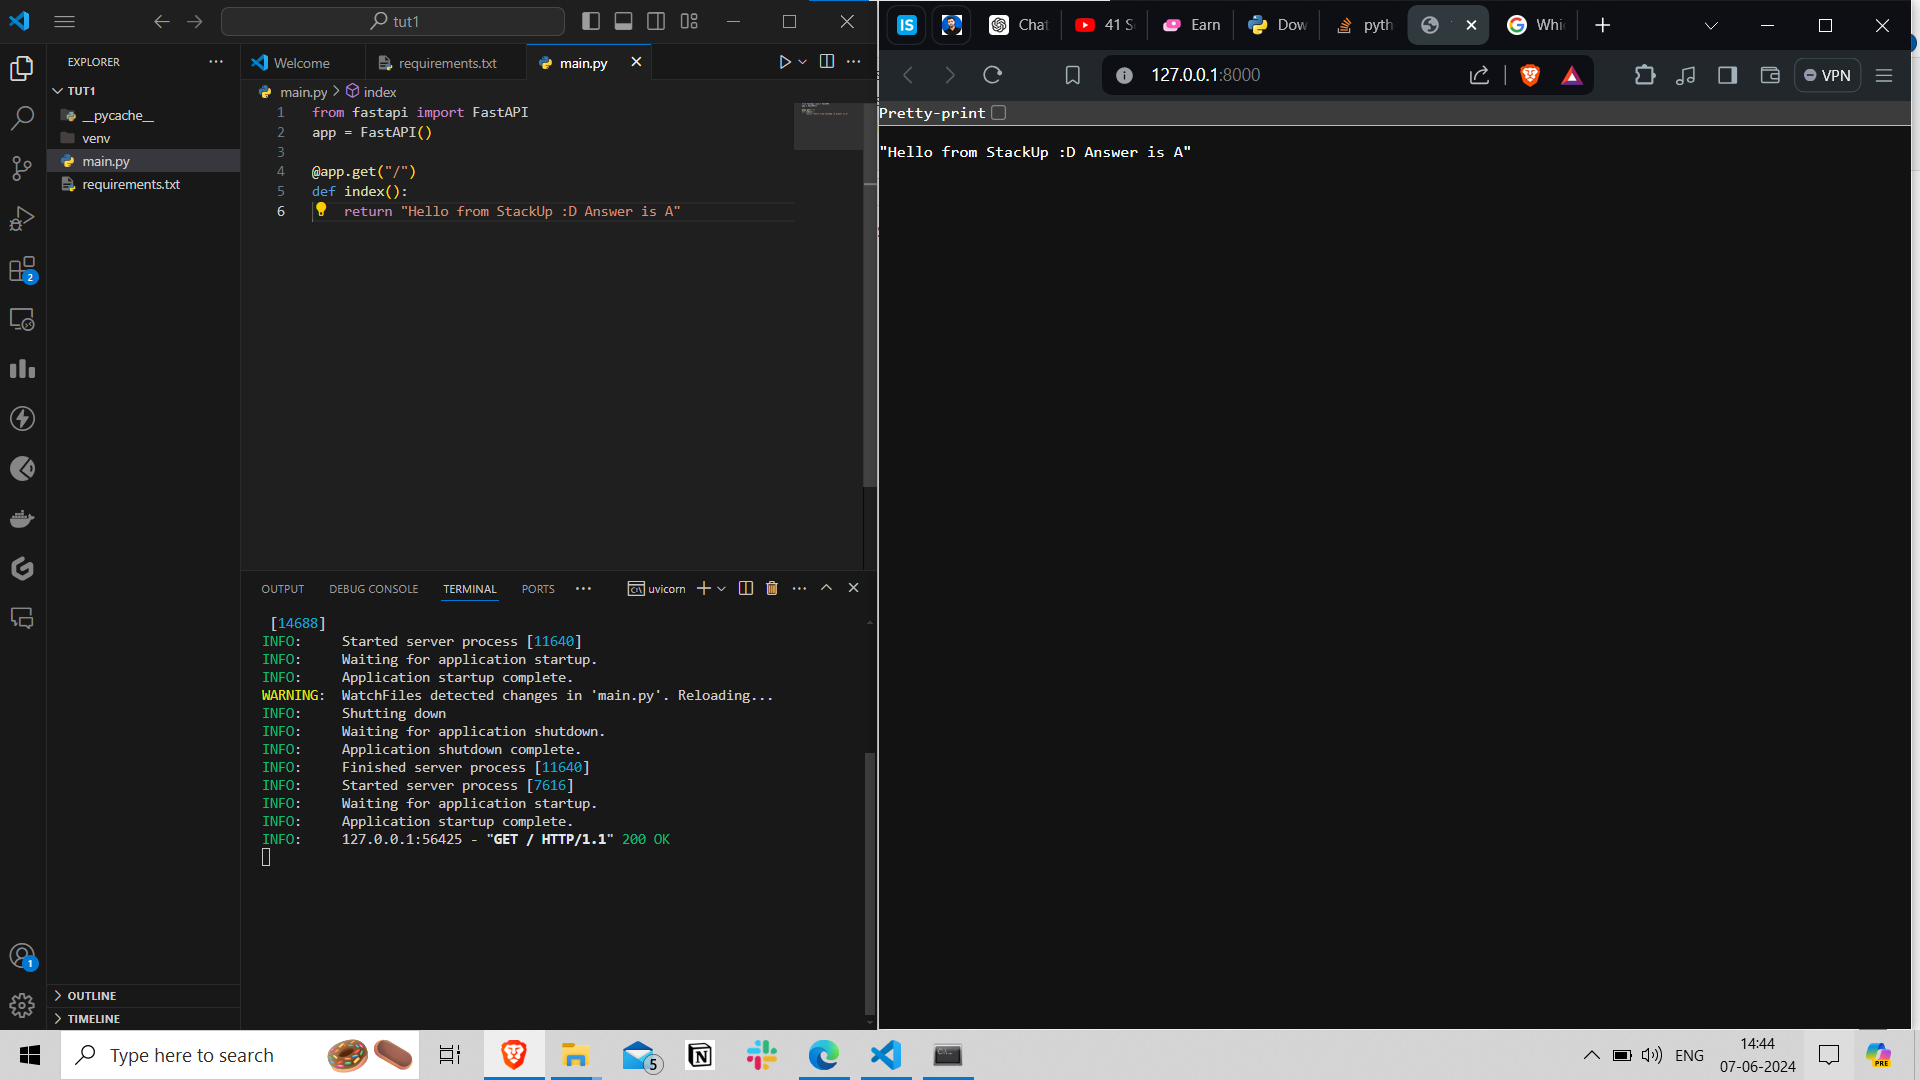 tut1
EXPLORER
TUT1
__pycache__
venv
main.py
requirements.txt
OUTLINE
TIMELINE
Welcome
requirements.txt
main.py
main.py > index
1 from fastapi import FastAPI
2 app = FastAPI()
3
4 @app.get("/")
5 def index():
6 return "Hello from StackUp :D Answer is A"
OUTPUT DEBUG CONSOLE TERMINAL PORTS uvicorn
[14688]
INFO: Started server process [11640]
INFO: Waiting for application startup.
INFO: Application startup complete.
WARNING: WatchFiles detected changes in 'main.py'. Reloading...
INFO: Shutting down
INFO: Waiting for application shutdown.
INFO: Application shutdown complete.
INFO: Finished server process [11640]
INFO: Started server process [7616]
INFO: Waiting for application startup.
INFO: Application startup complete.
INFO: 127.0.0.1:56425 - "GET / HTTP/1.1" 200 OK
2
1
IS Chat 41 S Earn Dow pyth Whi
127.0.0.1:8000
VPN
Pretty-print
"Hello from StackUp :D Answer is A"
Type here to search
5
ENG
14:44
07-06-2024
PRE